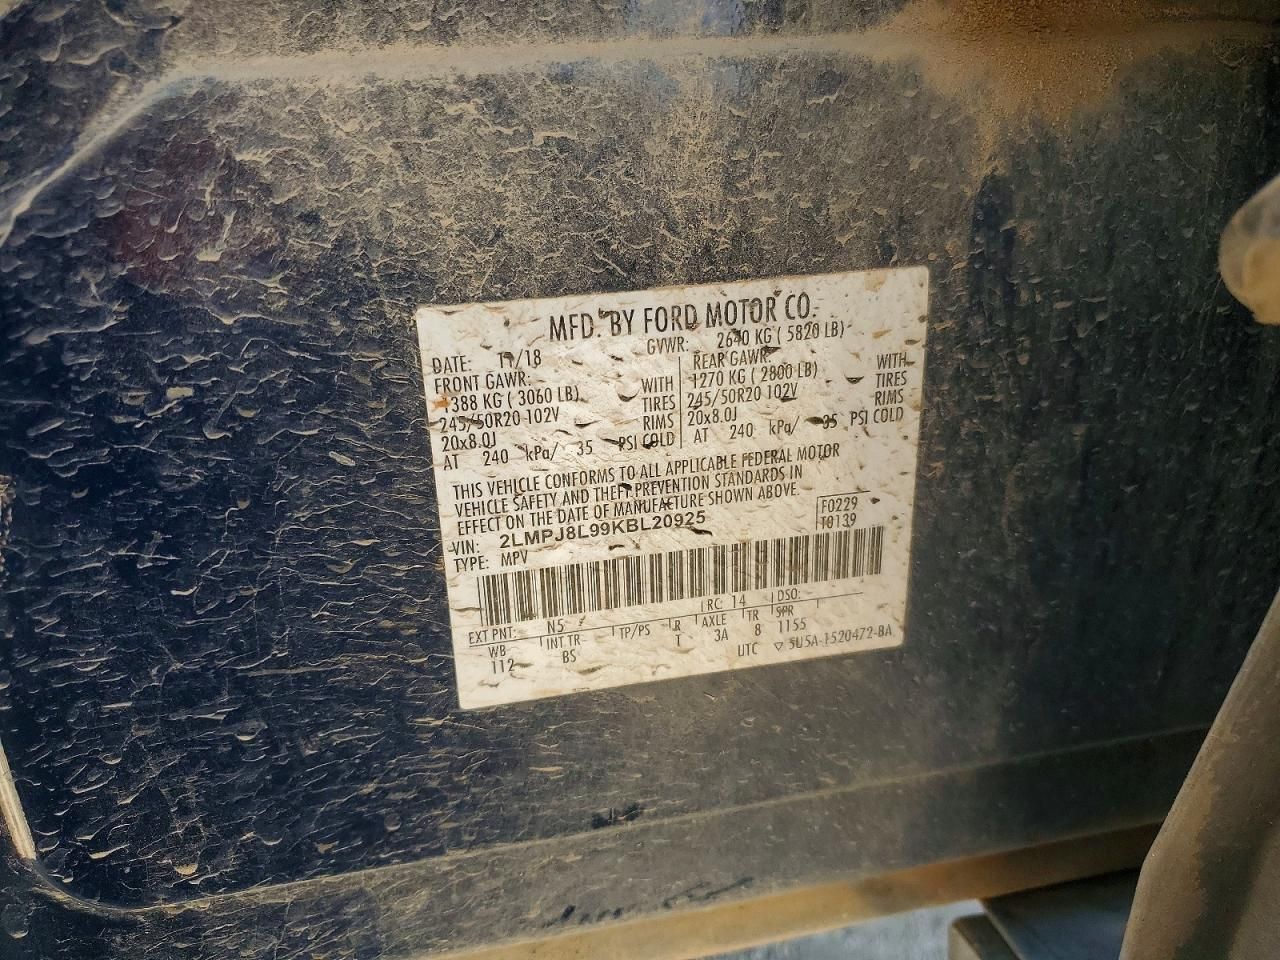 MFD. BY FORD MOTOR CO.
DATE: 11/18 GVWR: 2640 KG ( 5820 LB)
FRONT GAWR: REAR GAWR:
1388 KG ( 3060 LB) WITH 1270 KG ( 2800 LB) WITH
245/50R20 102V TIRES 245/50R20 102V TIRES
20x8.0J RIMS 20x8.0J RIMS
AT 240 kPa/ 35 PSI COLD AT 240 kPa/ 35 PSI COLD
THIS VEHICLE CONFORMS TO ALL APPLICABLE FEDERAL MOTOR
VEHICLE SAFETY AND THEFT PREVENTION STANDARDS IN
EFFECT ON THE DATE OF MANUFACTURE SHOWN ABOVE.
VIN: 2LMPJ8L99KBL20925 F0229
TYPE: MPV T0139
EXT PNT: N5 RC: 14 DSO:
WB INT TR TP/PS R AXLE TR SPR
112 BS T 3A 8 1155
UTC ▽ 5U5A-1520472-BA